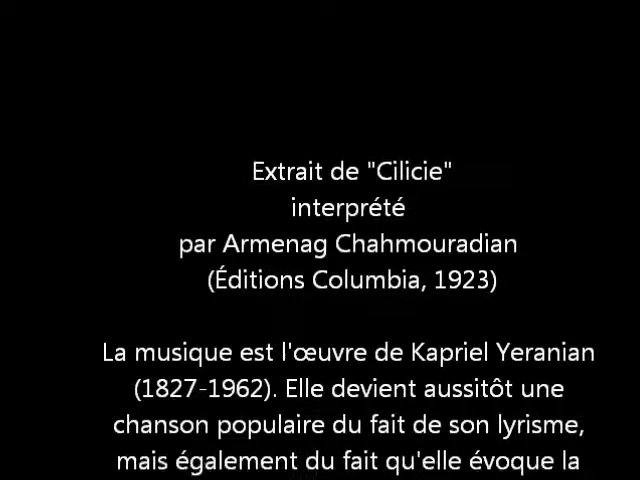 Extrait de "Cilicie"
interprété
par Armenag Chahmouradian
(Éditions Columbia, 1923)
La musique est l'œuvre de Kapriel Yeranian
(1827-1962). Elle devient aussitôt une
chanson populaire du fait de son lyrisme,
mais également du fait qu'elle évoque la